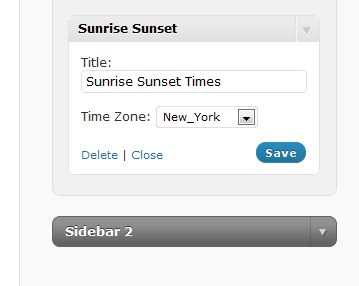 Sunrise Sunset
Title:
Sunrise Sunset Times
Time Zone: New_York
Delete | Close Save
Sidebar 2